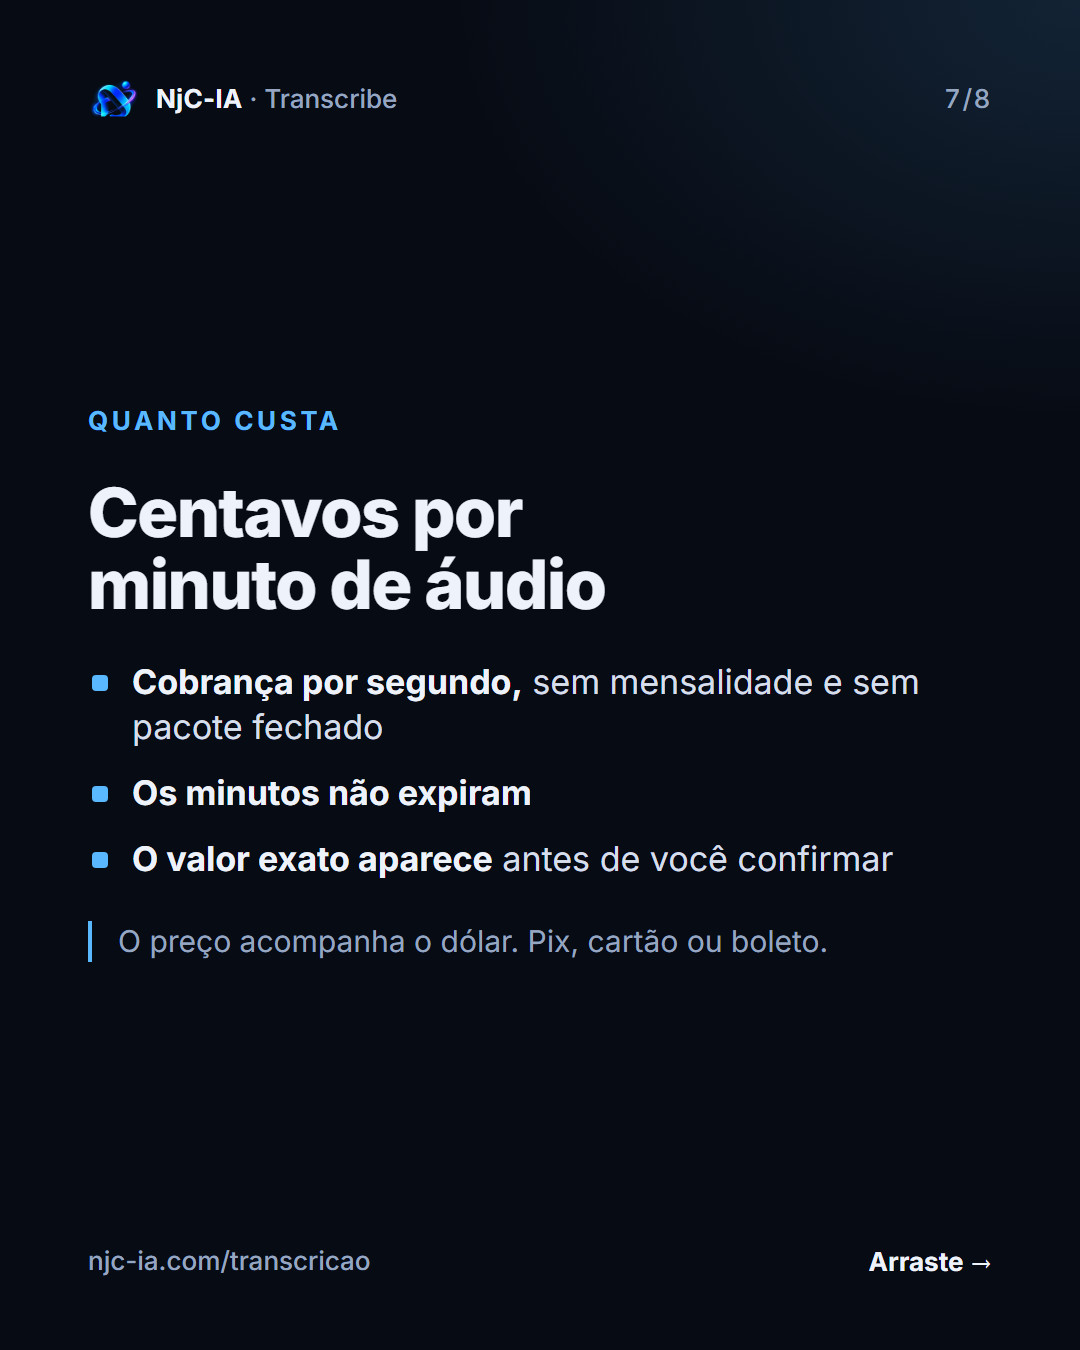 NjC-IA · Transcribe
7/8
QUANTO CUSTA
Centavos por
minuto de áudio
Cobrança por segundo, sem mensalidade e sem
pacote fechado
Os minutos não expiram
O valor exato aparece antes de você confirmar
O preço acompanha o dólar. Pix, cartão ou boleto.
njc-ia.com/transcricao
Arraste →